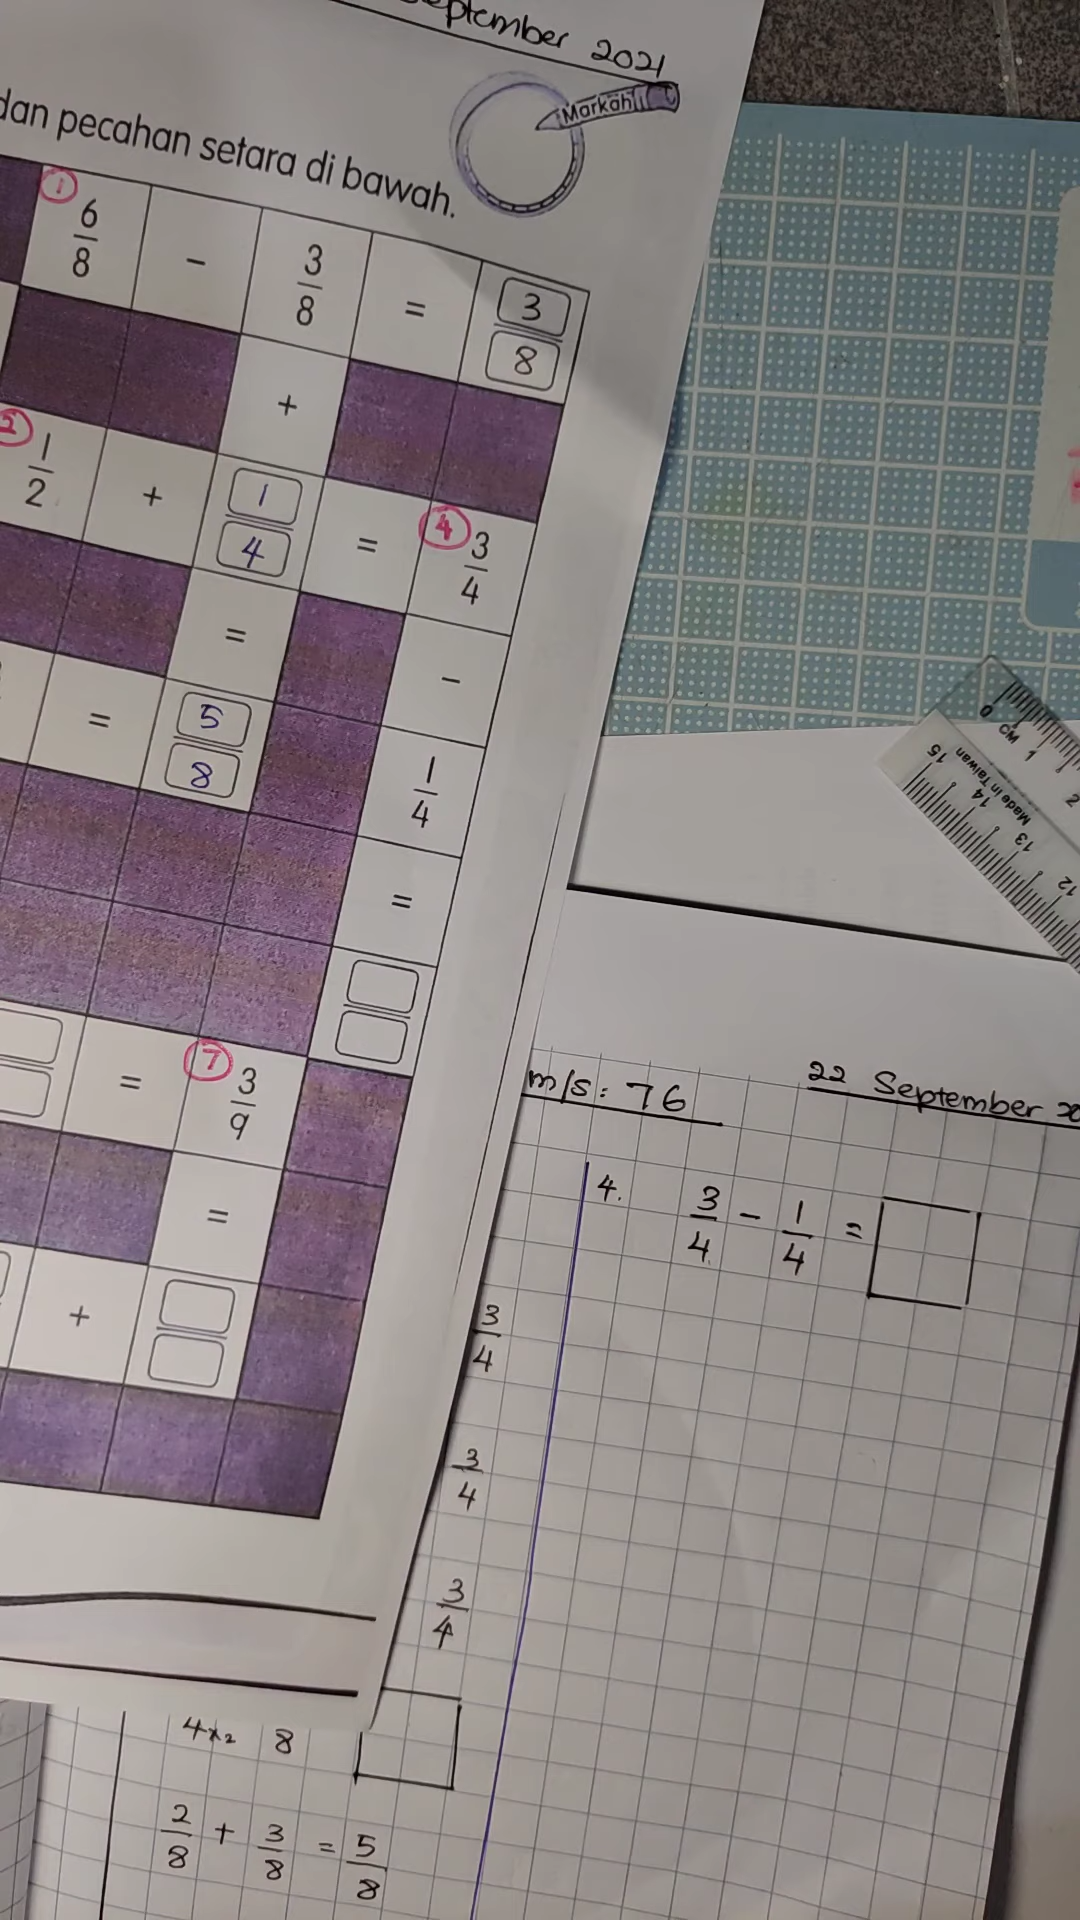 September 2021
Markah
dan pecahan setara di bawah.
1
6/8 - 3/8 = 3/8
+
2
1/2 + 1/4 = 4 3/4
= -
= 5/8 1/4
=
= 7 3/9
=
+
0 CM 1 2
15 14 13 12
Made in Taiwan
m/s: 76
22 September
4. 3/4 - 1/4 =
3/4
3/4
3/4
4x2 8
2/8 + 3/8 = 5/8